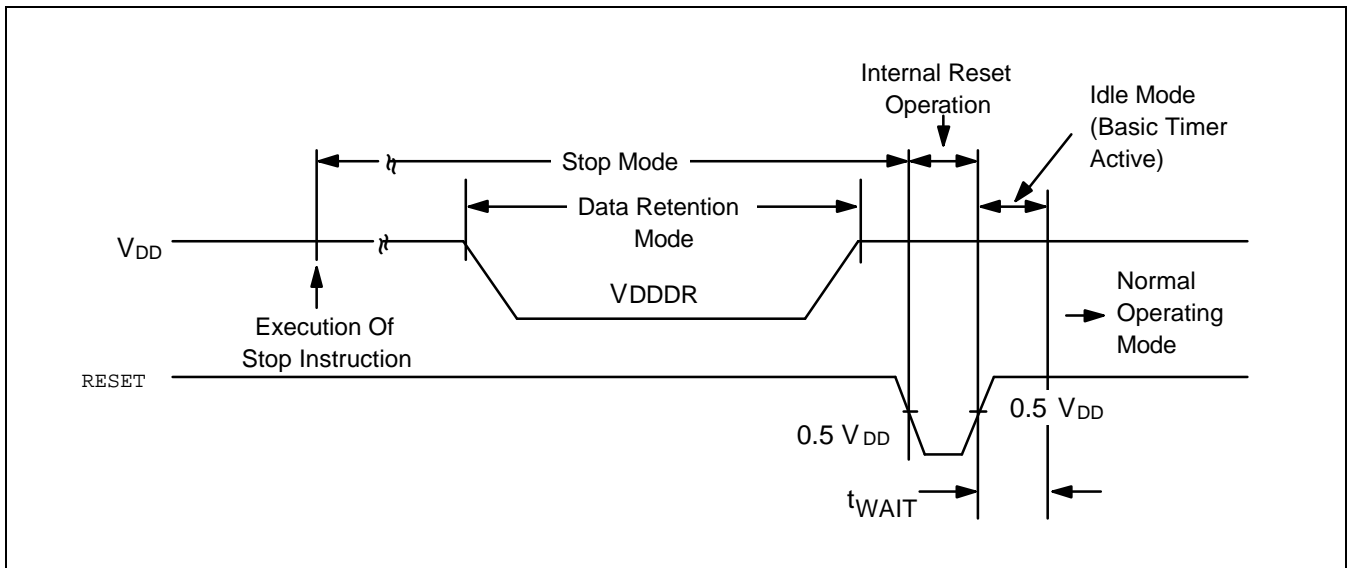 Internal Reset
Operation
Idle Mode
(Basic Timer
Active)
Stop Mode
Data Retention
Mode
VDD
VDDDR
Execution Of
Stop Instruction
Normal
Operating
Mode
RESET
0.5 VDD
0.5 VDD
tWAIT